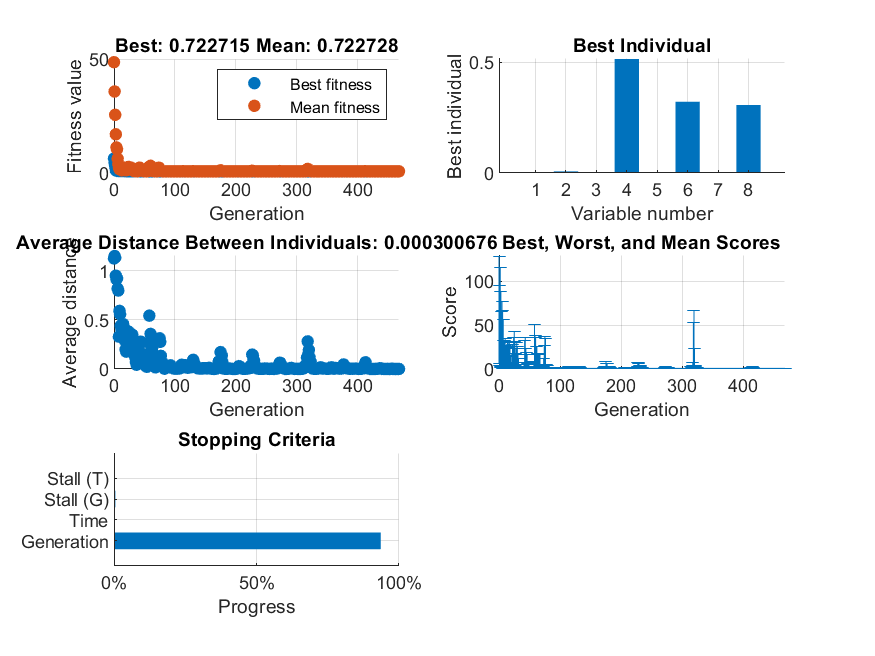 Best: 0.722715 Mean: 0.722728
Fitness value
50
0
Best fitness
Mean fitness
0 100 200 300 400
Generation
Best Individual
Best individual
0.5
0
1 2 3 4 5 6 7 8
Variable number
Average Distance Between Individuals: 0.000300676
Average distance
1
0.5
0
0 100 200 300 400
Generation
Best, Worst, and Mean Scores
Score
100
50
0
0 100 200 300 400
Generation
Stopping Criteria
Stall (T)
Stall (G)
Time
Generation
0% 50% 100%
Progress